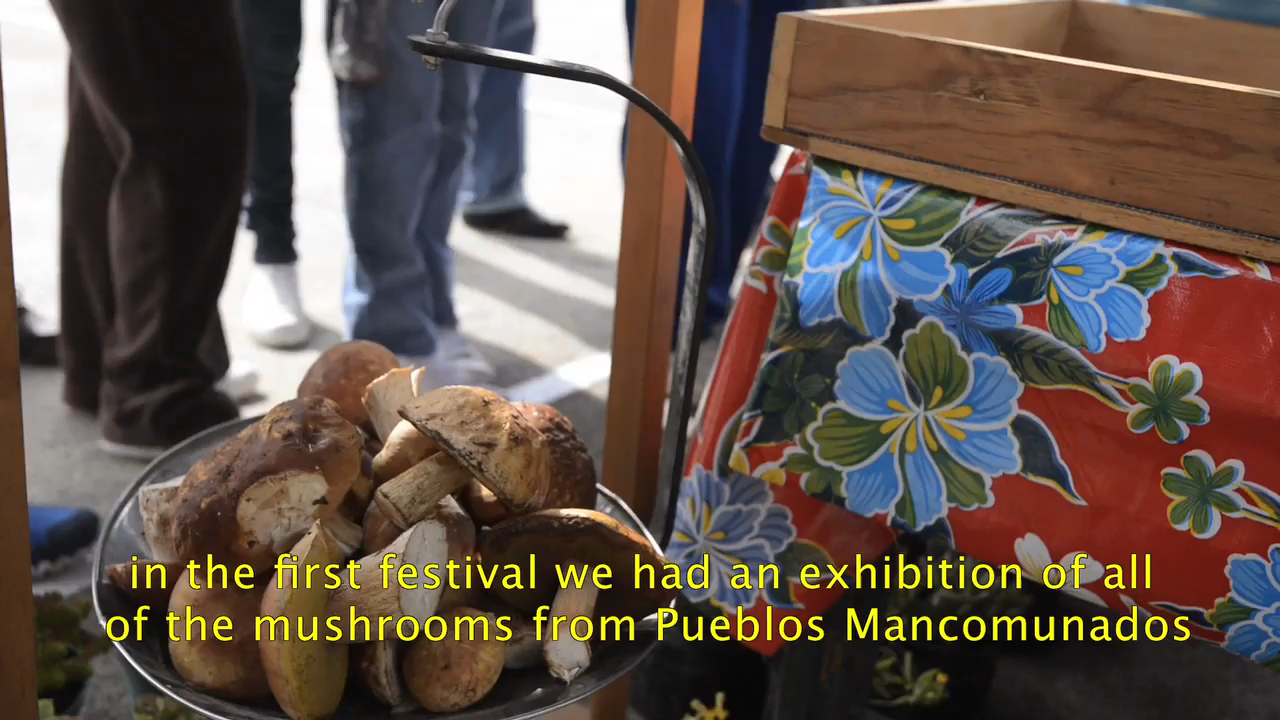 in the first festival we had an exhibition of all
of the mushrooms from Pueblos Mancomunados